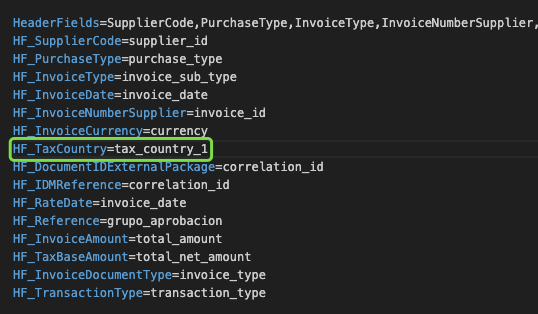 HeaderFields=SupplierCode,PurchaseType,InvoiceType,InvoiceNumberSupplier,
HF_SupplierCode=supplier_id
HF_PurchaseType=purchase_type
HF_InvoiceType=invoice_sub_type
HF_InvoiceDate=invoice_date
HF_InvoiceNumberSupplier=invoice_id
HF_InvoiceCurrency=currency
HF_TaxCountry=tax_country_1
HF_DocumentIDExternalPackage=correlation_id
HF_IDMReference=correlation_id
HF_RateDate=invoice_date
HF_Reference=grupo_aprobacion
HF_InvoiceAmount=total_amount
HF_TaxBaseAmount=total_net_amount
HF_InvoiceDocumentType=invoice_type
HF_TransactionType=transaction_type